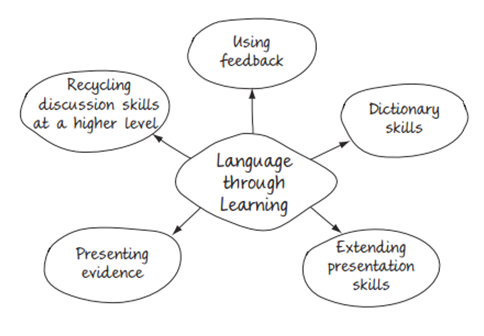 Using
feedback
Recycling
discussion skills
at a higher level
Dictionary
skills
Language
through
Learning
Presenting
evidence
Extending
presentation
skills